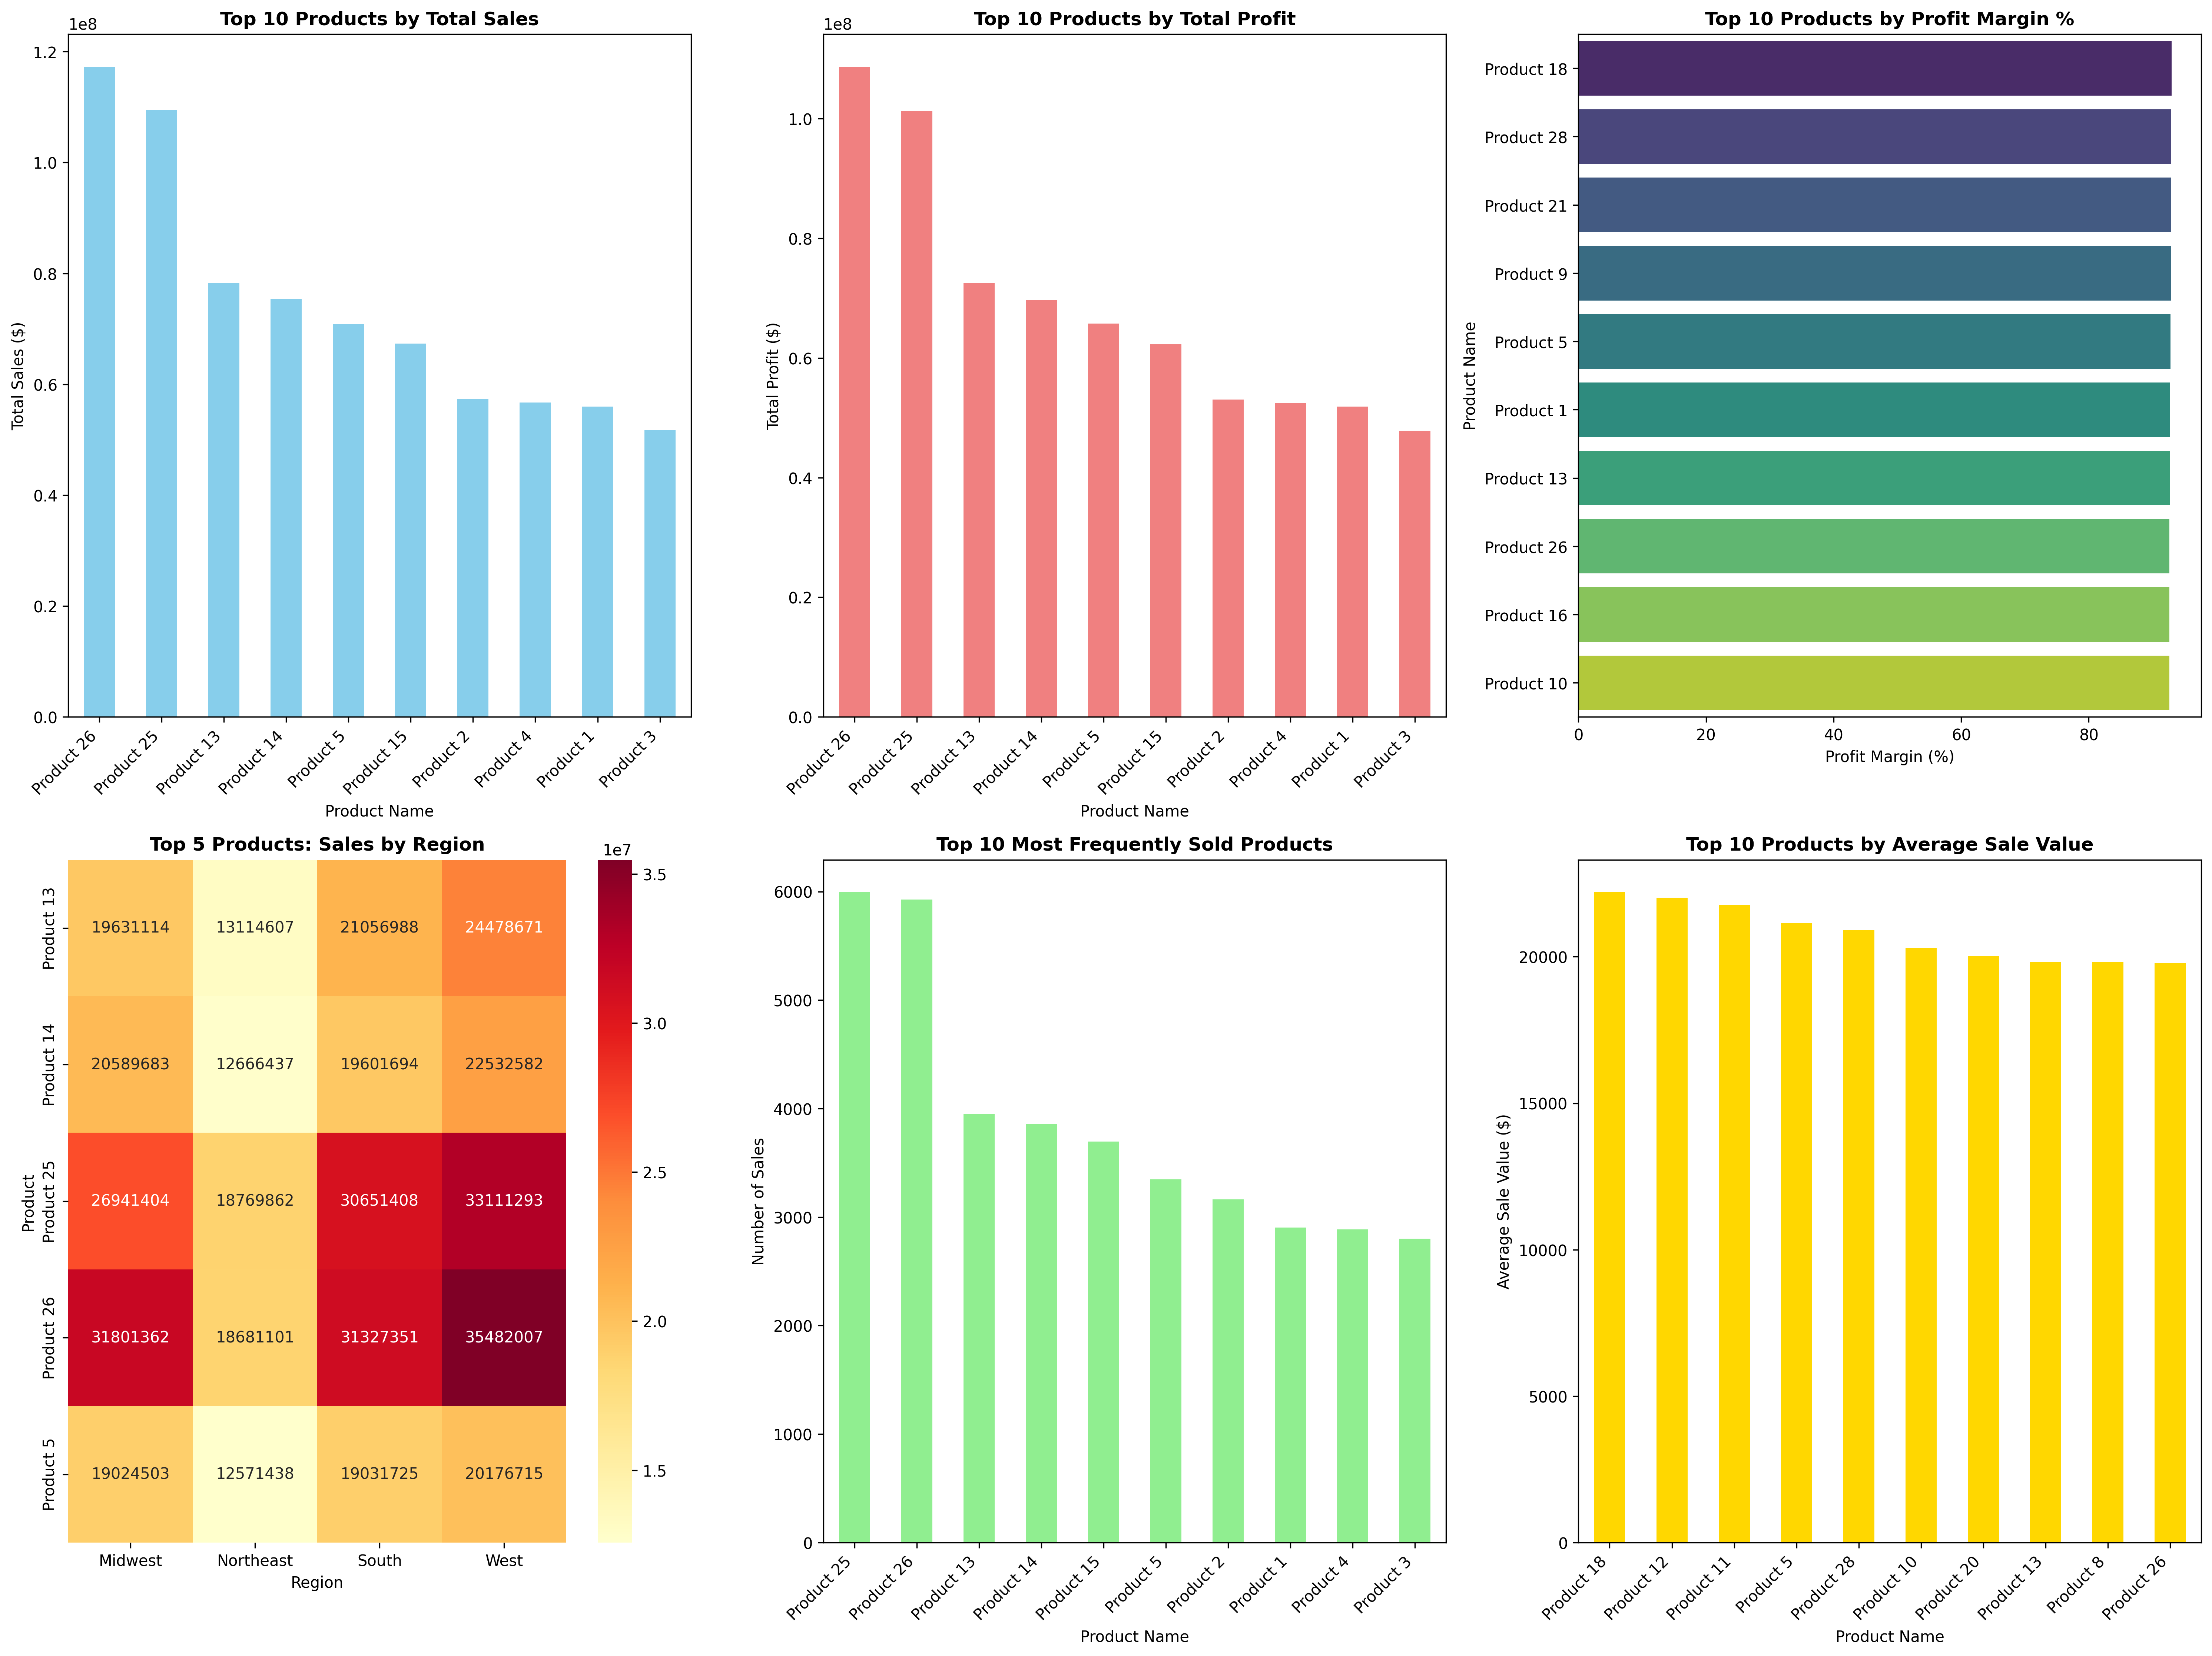 Top 10 Products by Total Sales
1e8
1.2
1.0
0.8
0.6
0.4
0.2
0.0
Total Sales ($)
Product 26
Product 25
Product 13
Product 14
Product 5
Product 15
Product 2
Product 4
Product 1
Product 3
Product Name
Top 10 Products by Total Profit
1e8
1.0
0.8
0.6
0.4
0.2
0.0
Total Profit ($)
Product 26
Product 25
Product 13
Product 14
Product 5
Product 15
Product 2
Product 4
Product 1
Product 3
Product Name
Top 10 Products by Profit Margin %
Product Name
Product 18
Product 28
Product 21
Product 9
Product 5
Product 1
Product 13
Product 26
Product 16
Product 10
0 20 40 60 80
Profit Margin (%)
Top 5 Products: Sales by Region
Product
Product 13
19631114 13114607 21056988 24478671
Product 14
20589683 12666437 19601694 22532582
Product 25
26941404 18769862 30651408 33111293
Product 26
31801362 18681101 31327351 35482007
Product 5
19024503 12571438 19031725 20176715
Midwest Northeast South West
Region
1e7
3.5
3.0
2.5
2.0
1.5
Top 10 Most Frequently Sold Products
6000
5000
4000
3000
2000
1000
0
Number of Sales
Product 25
Product 26
Product 13
Product 14
Product 15
Product 5
Product 2
Product 1
Product 4
Product 3
Product Name
Top 10 Products by Average Sale Value
20000
15000
10000
5000
0
Average Sale Value ($)
Product 18
Product 12
Product 11
Product 5
Product 28
Product 10
Product 20
Product 13
Product 8
Product 26
Product Name